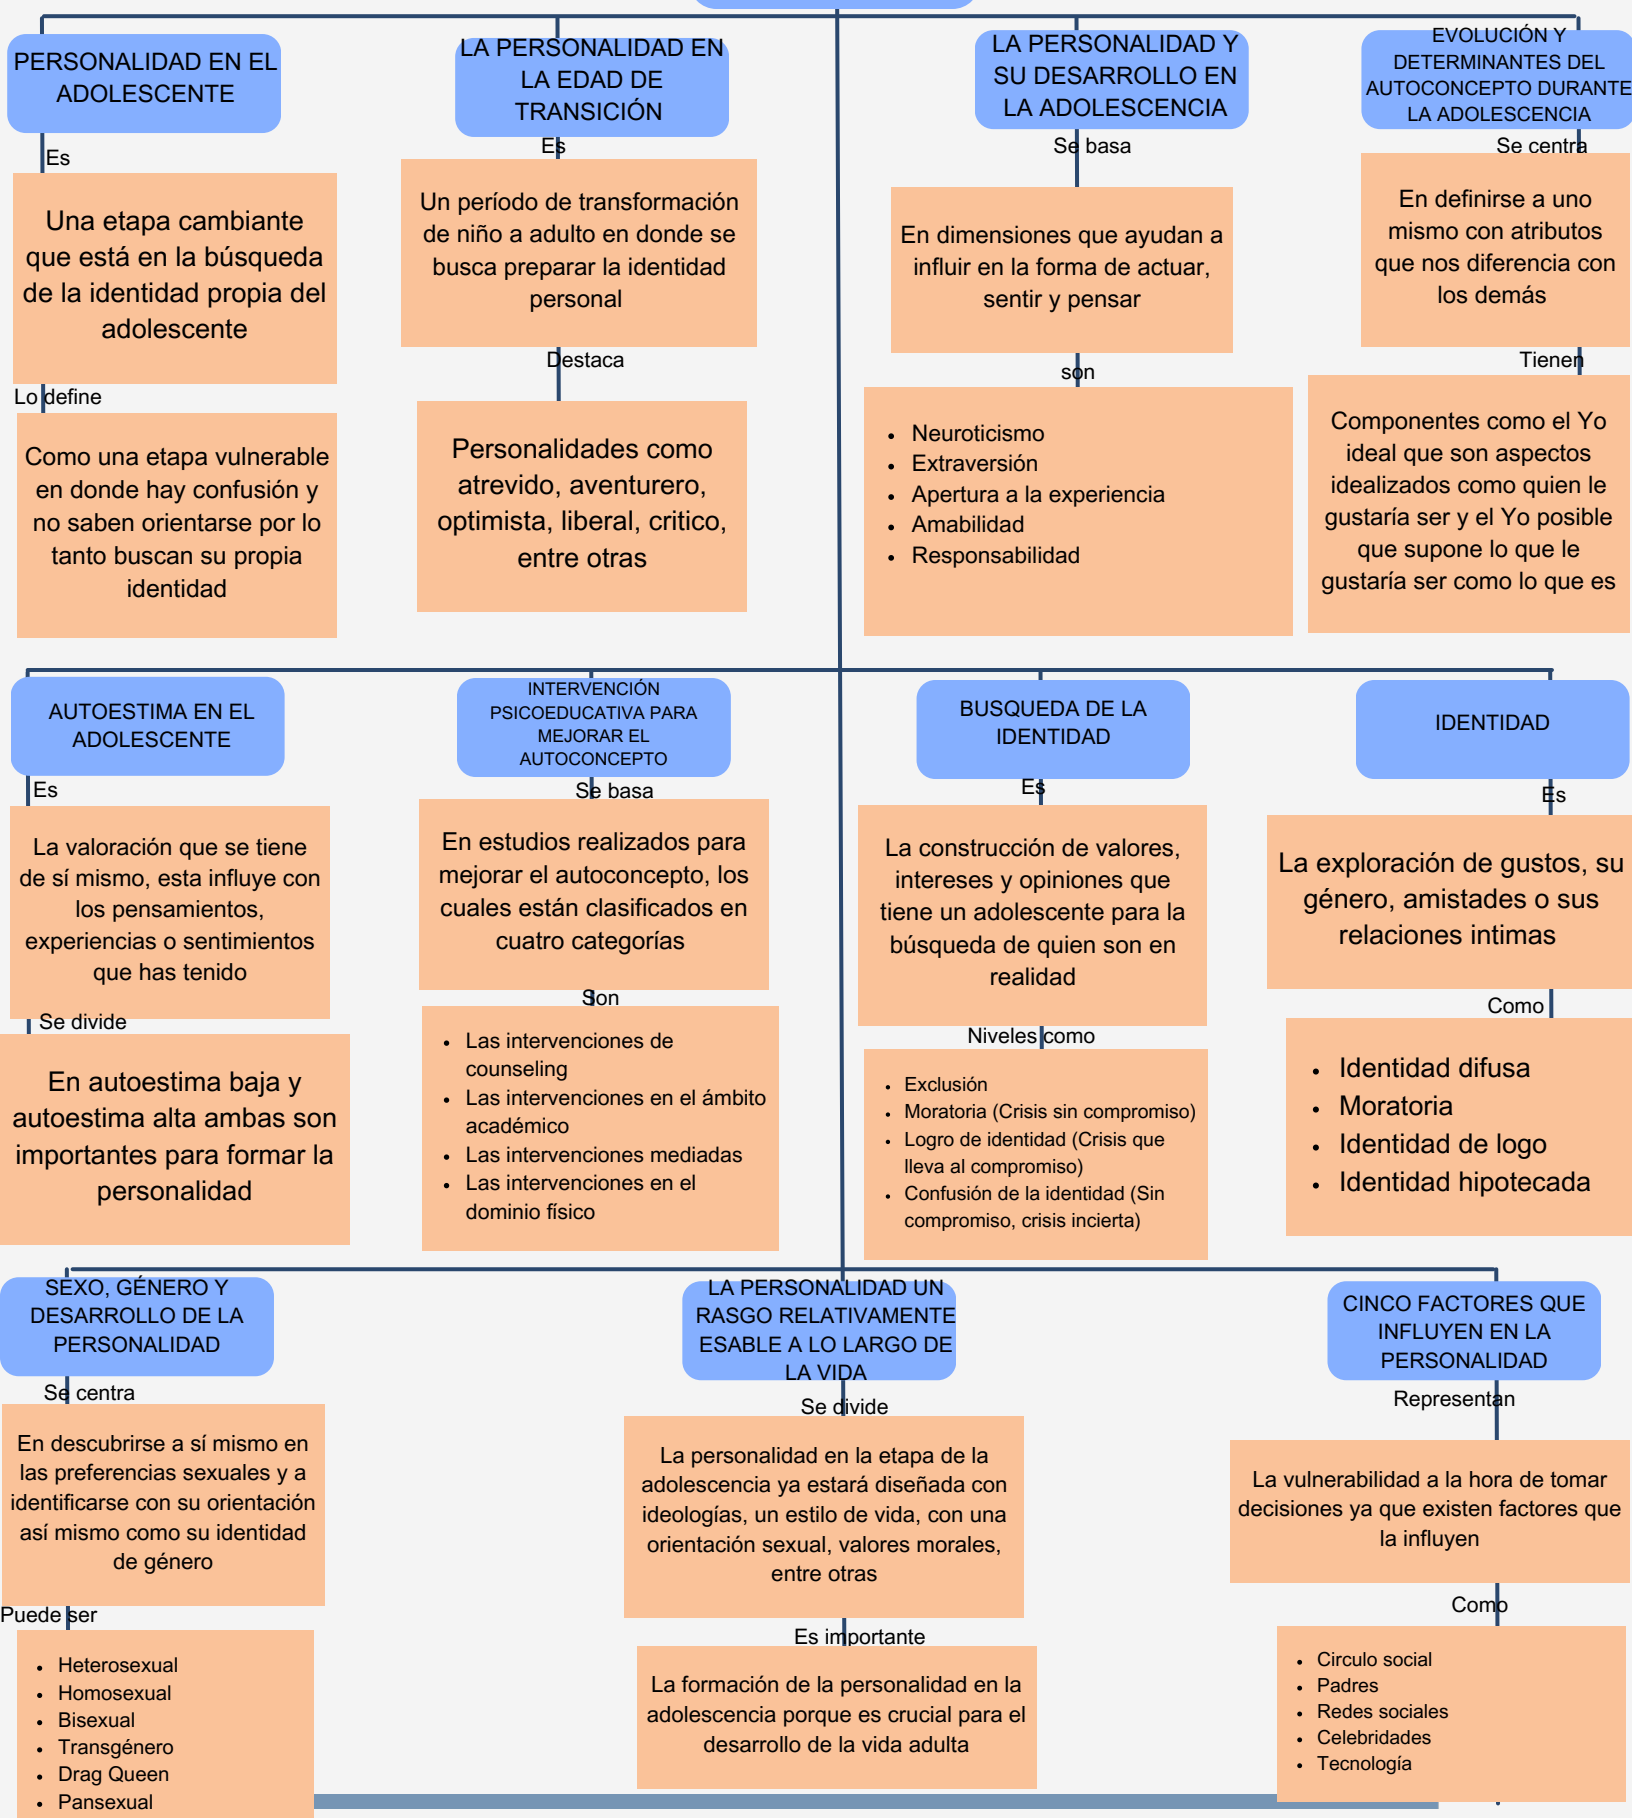 PERSONALIDAD EN EL
ADOLESCENTE
Es
Una etapa cambiante
que está en la búsqueda
de la identidad propia del
adolescente
Lo define
Como una etapa vulnerable
en donde hay confusión y
no saben orientarse por lo
tanto buscan su propia
identidad
LA PERSONALIDAD EN
LA EDAD DE
TRANSICIÓN
Es
Un período de transformación
de niño a adulto en donde se
busca preparar la identidad
personal
Destaca
Personalidades como
atrevido, aventurero,
optimista, liberal, critico,
entre otras
LA PERSONALIDAD Y
SU DESARROLLO EN
LA ADOLESCENCIA
Se basa
En dimensiones que ayudan a
influir en la forma de actuar,
sentir y pensar
son
• Neuroticismo
• Extraversión
• Apertura a la experiencia
• Amabilidad
• Responsabilidad
EVOLUCIÓN Y
DETERMINANTES DEL
AUTOCONCEPTO DURANTE
LA ADOLESCENCIA
Se centra
En definirse a uno
mismo con atributos
que nos diferencia con
los demás
Tienen
Componentes como el Yo
ideal que son aspectos
idealizados como quien le
gustaría ser y el Yo posible
que supone lo que le
gustaría ser como lo que es
AUTOESTIMA EN EL
ADOLESCENTE
Es
La valoración que se tiene
de sí mismo, esta influye con
los pensamientos,
experiencias o sentimientos
que has tenido
Se divide
En autoestima baja y
autoestima alta ambas son
importantes para formar la
personalidad
INTERVENCIÓN
PSICOEDUCATIVA PARA
MEJORAR EL
AUTOCONCEPTO
Se basa
En estudios realizados para
mejorar el autoconcepto, los
cuales están clasificados en
cuatro categorías
Son
• Las intervenciones de
counseling
• Las intervenciones en el ámbito
académico
• Las intervenciones mediadas
• Las intervenciones en el
dominio físico
BUSQUEDA DE LA
IDENTIDAD
Es
La construcción de valores,
intereses y opiniones que
tiene un adolescente para la
búsqueda de quien son en
realidad
Niveles como
• Exclusión
• Moratoria (Crisis sin compromiso)
• Logro de identidad (Crisis que
lleva al compromiso)
• Confusión de la identidad (Sin
compromiso, crisis incierta)
IDENTIDAD
Es
La exploración de gustos, su
género, amistades o sus
relaciones intimas
Como
• Identidad difusa
• Moratoria
• Identidad de logo
• Identidad hipotecada
SEXO, GÉNERO Y
DESARROLLO DE LA
PERSONALIDAD
Se centra
En descubrirse a sí mismo en
las preferencias sexuales y a
identificarse con su orientación
así mismo como su identidad
de género
Puede ser
• Heterosexual
• Homosexual
• Bisexual
• Transgénero
• Drag Queen
• Pansexual
LA PERSONALIDAD UN
RASGO RELATIVAMENTE
ESABLE A LO LARGO DE
LA VIDA
Se divide
La personalidad en la etapa de la
adolescencia ya estará diseñada con
ideologías, un estilo de vida, con una
orientación sexual, valores morales,
entre otras
Es importante
La formación de la personalidad en la
adolescencia porque es crucial para el
desarrollo de la vida adulta
CINCO FACTORES QUE
INFLUYEN EN LA
PERSONALIDAD
Representan
La vulnerabilidad a la hora de tomar
decisiones ya que existen factores que
la influyen
Como
• Circulo social
• Padres
• Redes sociales
• Celebridades
• Tecnología